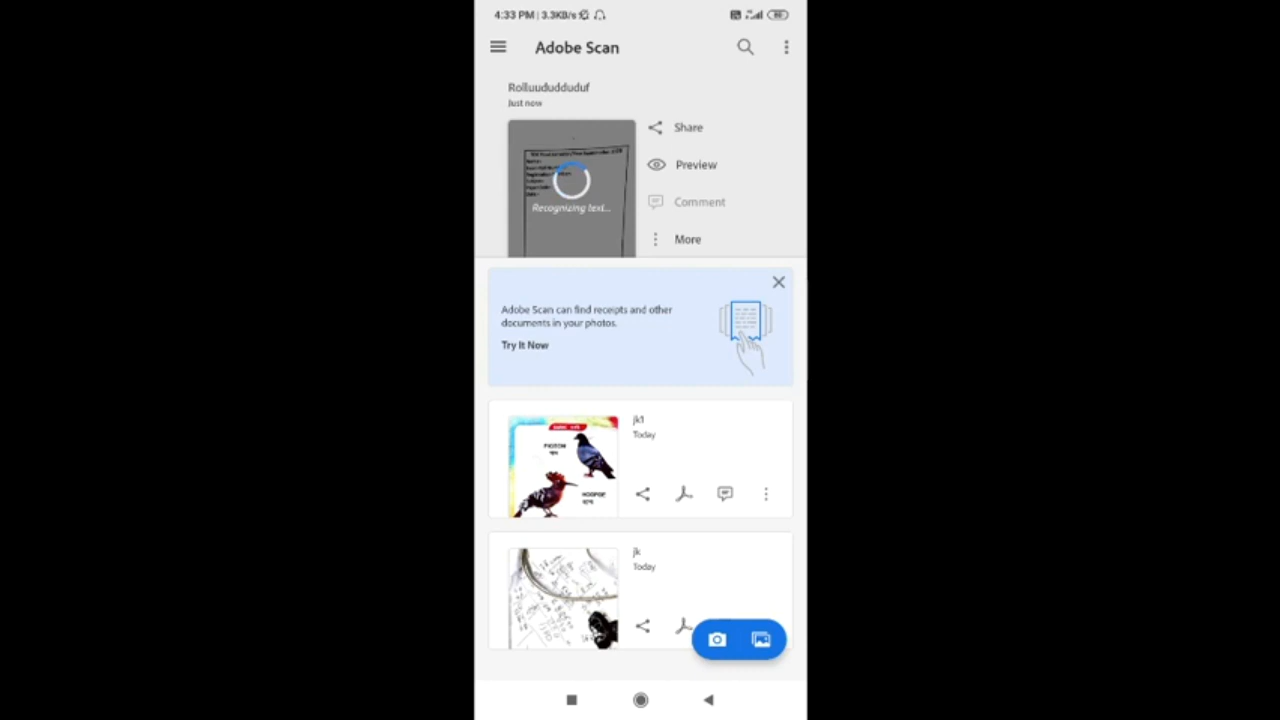 4:33 PM | 3.3KB/s
Adobe Scan
Rolluududduduf
Just now
Share
Recognizing text...
Preview
Comment
More
Adobe Scan can find receipts and other
documents in your photos.
Try It Now
jk1
Today
PIGEON
HOOPOE
jk
Today